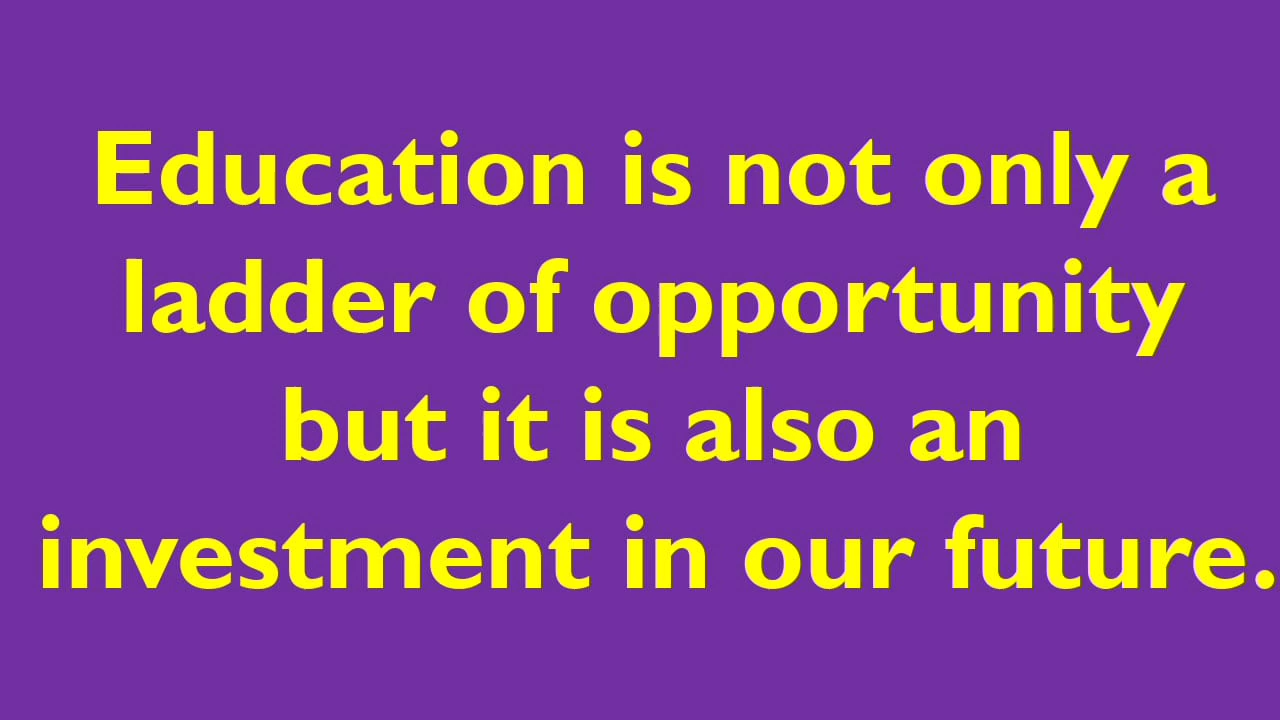 Education is not only a
ladder of opportunity
but it is also an
investment in our future.